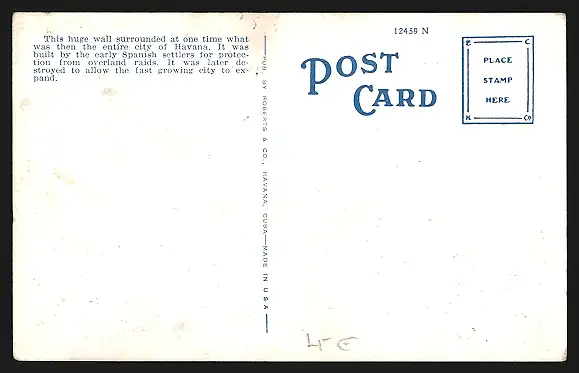 This huge wall surrounded at one time what
was then the entire city of Havana. It was
built by the early Spanish settlers for protec-
tion from overland raids. It was later de-
stroyed to allow the fast growing city to ex-
pand.
PUB. BY ROBERTS & CO., HAVANA, CUBA—MADE IN U S A
12459 N
POST
CARD
E C
PLACE
STAMP
HERE
K Co